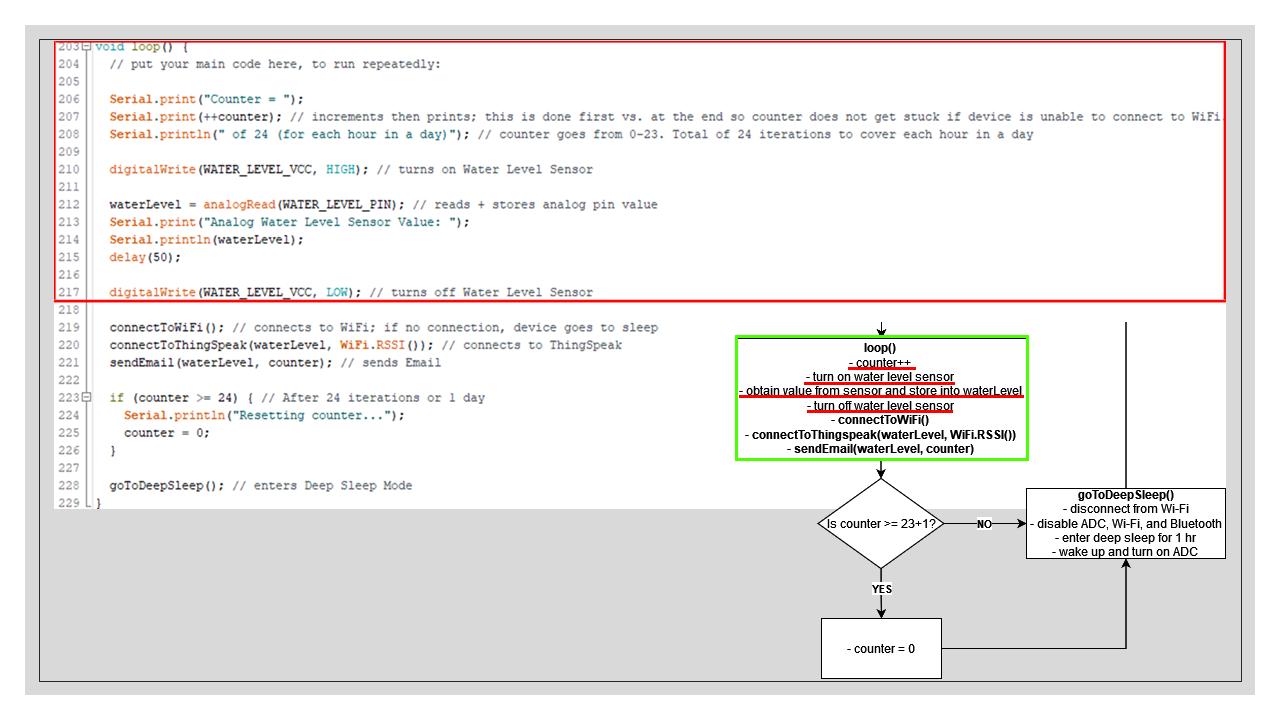 203 void loop() {
204 // put your main code here, to run repeatedly:
205
206 Serial.print("Counter = ");
207 Serial.print(++counter); // increments then prints; this is done first vs. at the end so counter does not get stuck if device is unable to connect to WiFi.
208 Serial.println(" of 24 (for each hour in a day)"); // counter goes from 0-23. Total of 24 iterations to cover each hour in a day
209
210 digitalWrite(WATER_LEVEL_VCC, HIGH); // turns on Water Level Sensor
211
212 waterLevel = analogRead(WATER_LEVEL_PIN); // reads + stores analog pin value
213 Serial.print("Analog Water Level Sensor Value: ");
214 Serial.println(waterLevel);
215 delay(50);
216
217 digitalWrite(WATER_LEVEL_VCC, LOW); // turns off Water Level Sensor
218
219 connectToWiFi(); // connects to WiFi; if no connection, device goes to sleep
220 connectToThingSpeak(waterLevel, WiFi.RSSI()); // connects to ThingSpeak
221 sendEmail(waterLevel, counter); // sends Email
222
223 if (counter >= 24) { // After 24 iterations or 1 day
224 Serial.println("Resetting counter...");
225 counter = 0;
226 }
227
228 goToDeepSleep(); // enters Deep Sleep Mode
229 }
loop()
- counter++
- turn on water level sensor
- obtain value from sensor and store into waterLevel
- turn off water level sensor
- connectToWiFi()
- connectToThingspeak(waterLevel, WiFi.RSSI())
- sendEmail(waterLevel, counter)
Is counter >= 23+1?
NO
goToDeepSleep()
- disconnect from Wi-Fi
- disable ADC, Wi-Fi, and Bluetooth
- enter deep sleep for 1 hr
- wake up and turn on ADC
YES
- counter = 0